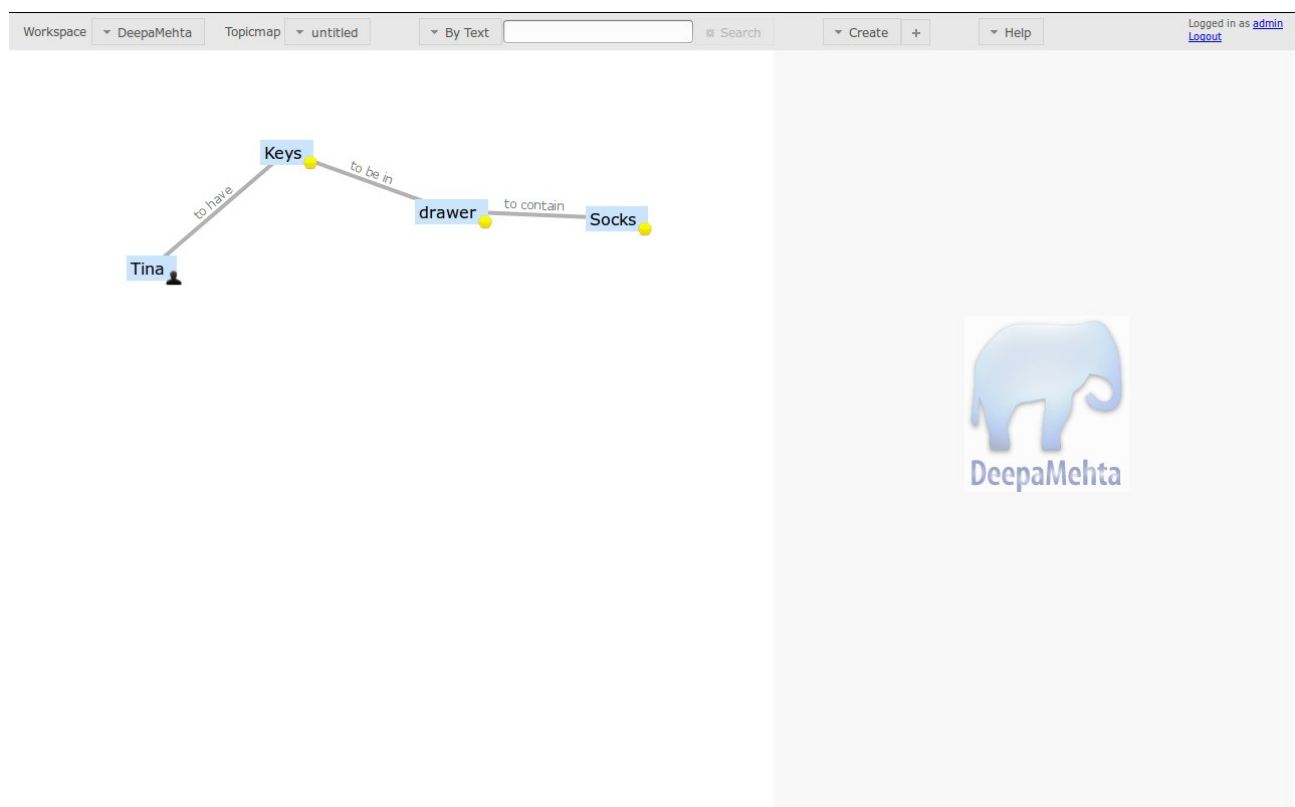 Workspace DeepaMehta Topicmap untitled By Text Search Create + Help Logged in as admin
Logout
Keys
to be in
to have
drawer
to contain
Socks
Tina
DeepaMehta